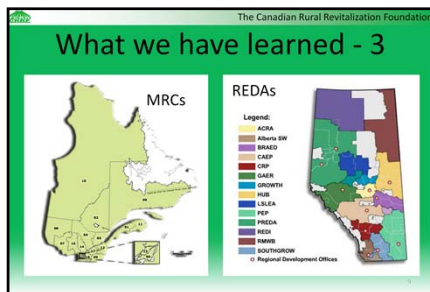 The Canadian Rural Revitalization Foundation
What we have learned - 3
MRCs
REDAs
Legend:
ACRA
Alberta SW
BRAED
CAEP
CRP
GAER
GROWTH
HUB
LSLEA
PEP
PREDA
REDI
RMWB
SOUTHGROW
Regional Development Offices